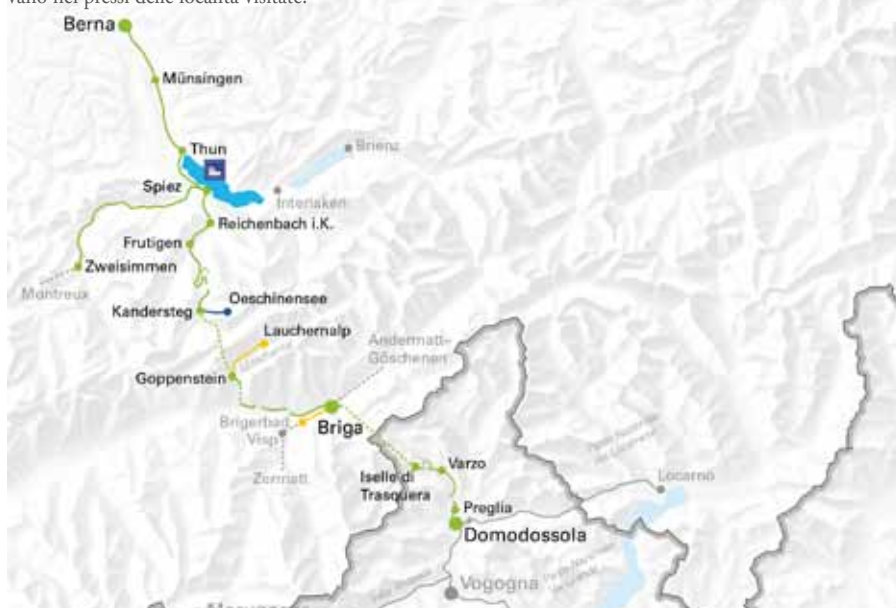 vano nei pressi delle località visitate.
Berna
Münsingen
Thun
Brienz
Spiez
Interlaken
Reichenbach i.K.
Frutigen
Zweisimmen
Montreux
Oeschinensee
Kandersteg
Lauchernalp
Andermatt-
Göschenen
Goppenstein
Brigerbad
Visp
Briga
Zermatt
Iselle di
Trasquera
Varzo
Locarno
Preglia
Domodossola
Vogogna